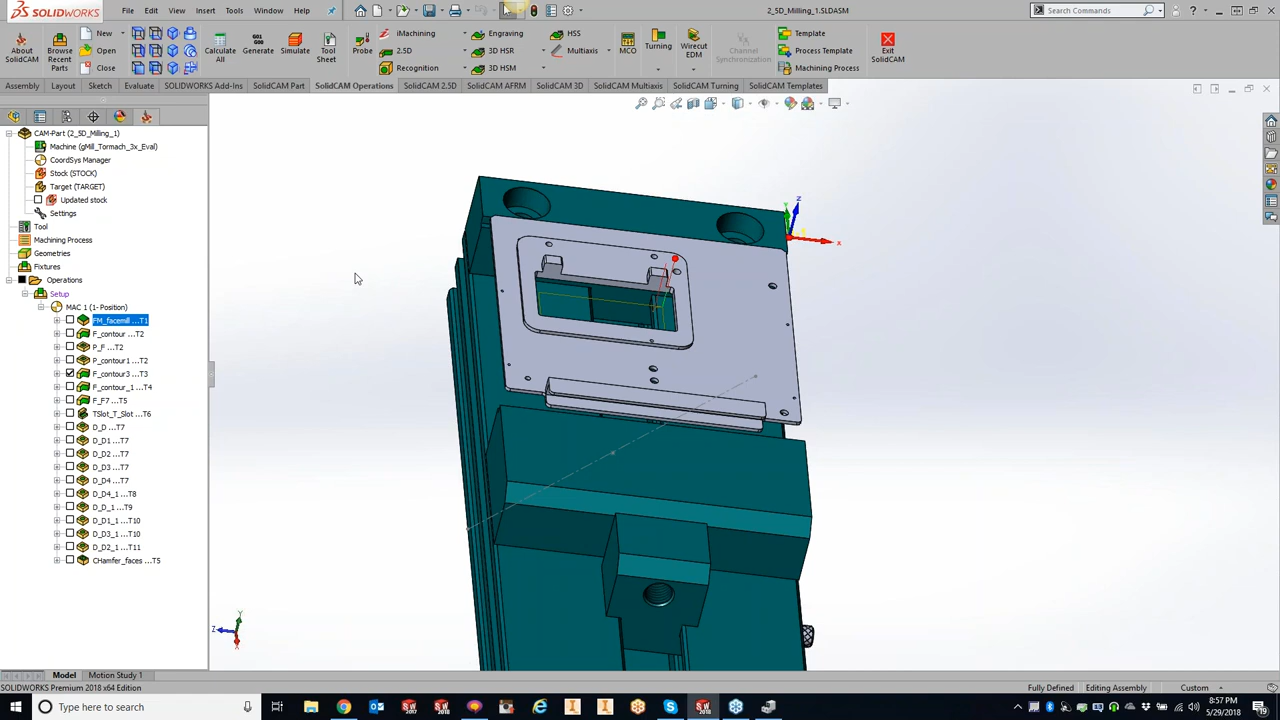 SOLIDWORKS File Edit View Insert Tools Window Help 2_5D_Milling_1.SLDASM Search Commands
About SolidCAM
Browse Recent Parts
New
Open
Close
Calculate All
Generate
Simulate
Tool Sheet
Probe
iMachining
2.5D
Recognition
Engraving
3D HSR
3D HSM
HSS
Multiaxis
MCO
Turning
Wirecut EDM
Channel Synchronization
Template
Process Template
Machining Process
Exit SolidCAM
Assembly Layout Sketch Evaluate SOLIDWORKS Add-Ins SolidCAM Part SolidCAM Operations SolidCAM 2.5D SolidCAM AFRM SolidCAM 3D SolidCAM Multiaxis SolidCAM Turning SolidCAM Templates
CAM-Part (2_5D_Milling_1)
Machine (gMill_Tormach_3x_Eval)
CoordSys Manager
Stock (STOCK)
Target (TARGET)
Updated stock
Settings
Tool
Machining Process
Geometries
Fixtures
Operations
Setup
MAC 1 (1- Position)
FM_facemill ...T1
F_contour ...T2
P_F ...T2
P_contour1 ...T2
F_contour3 ...T3
F_contour_1 ...T4
F_F7 ...T5
TSlot_T_Slot ...T6
D_D ...T7
D_D1 ...T7
D_D2 ...T7
D_D3 ...T7
D_D4 ...T7
D_D4_1 ...T8
D_D_1 ...T9
D_D1_1 ...T10
D_D3_1 ...T10
D_D2_1 ...T11
CHamfer_faces ...T5
Z
X
Y
Z
Y
X
Model Motion Study 1
SOLIDWORKS Premium 2018 x64 Edition Fully Defined Editing Assembly Custom
Type here to search
8:57 PM
5/29/2018